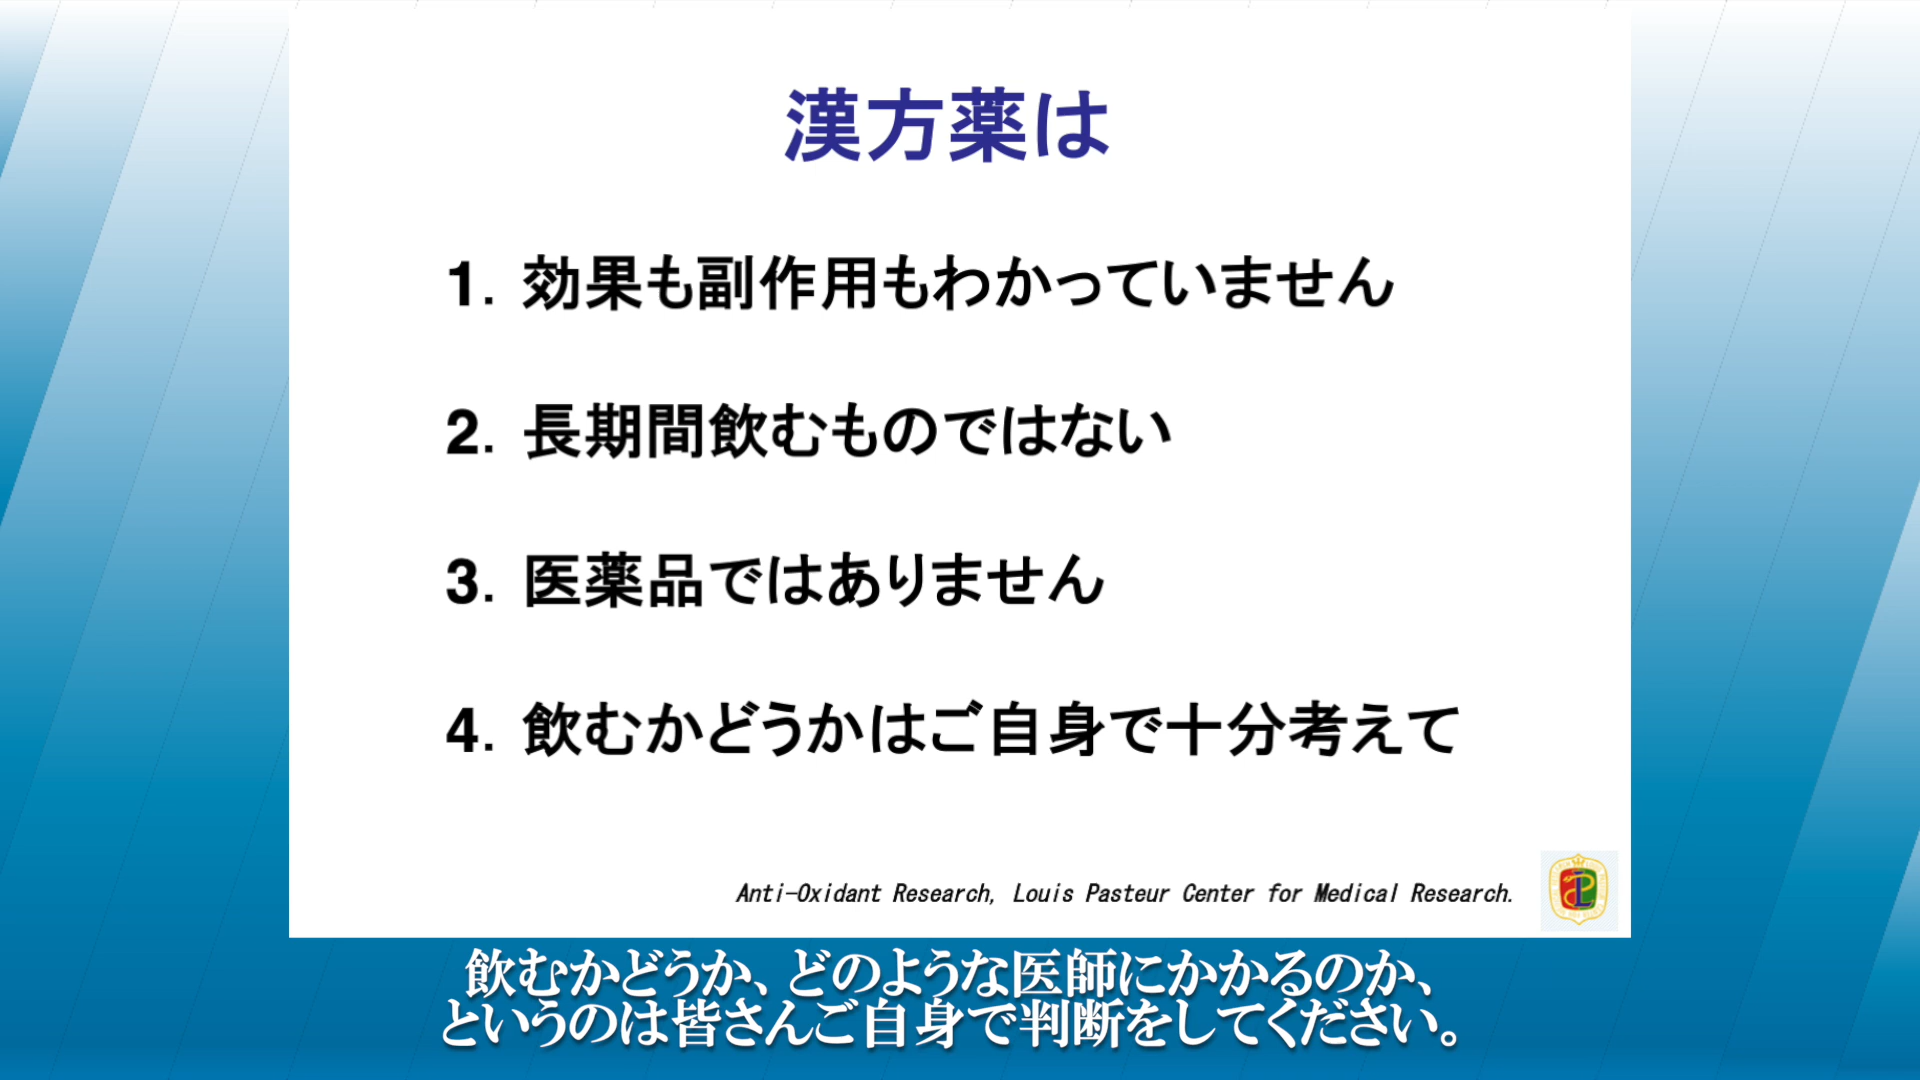 漢方薬は
1. 効果も副作用もわかっていません
2. 長期間飲むものではない
3. 医薬品ではありません
4. 飲むかどうかはご自身で十分考えて
Anti-Oxidant Research, Louis Pasteur Center for Medical Research.
飲むかどうか、どのような医師にかかるのか、
というのは皆さんご自身で判断をしてください。